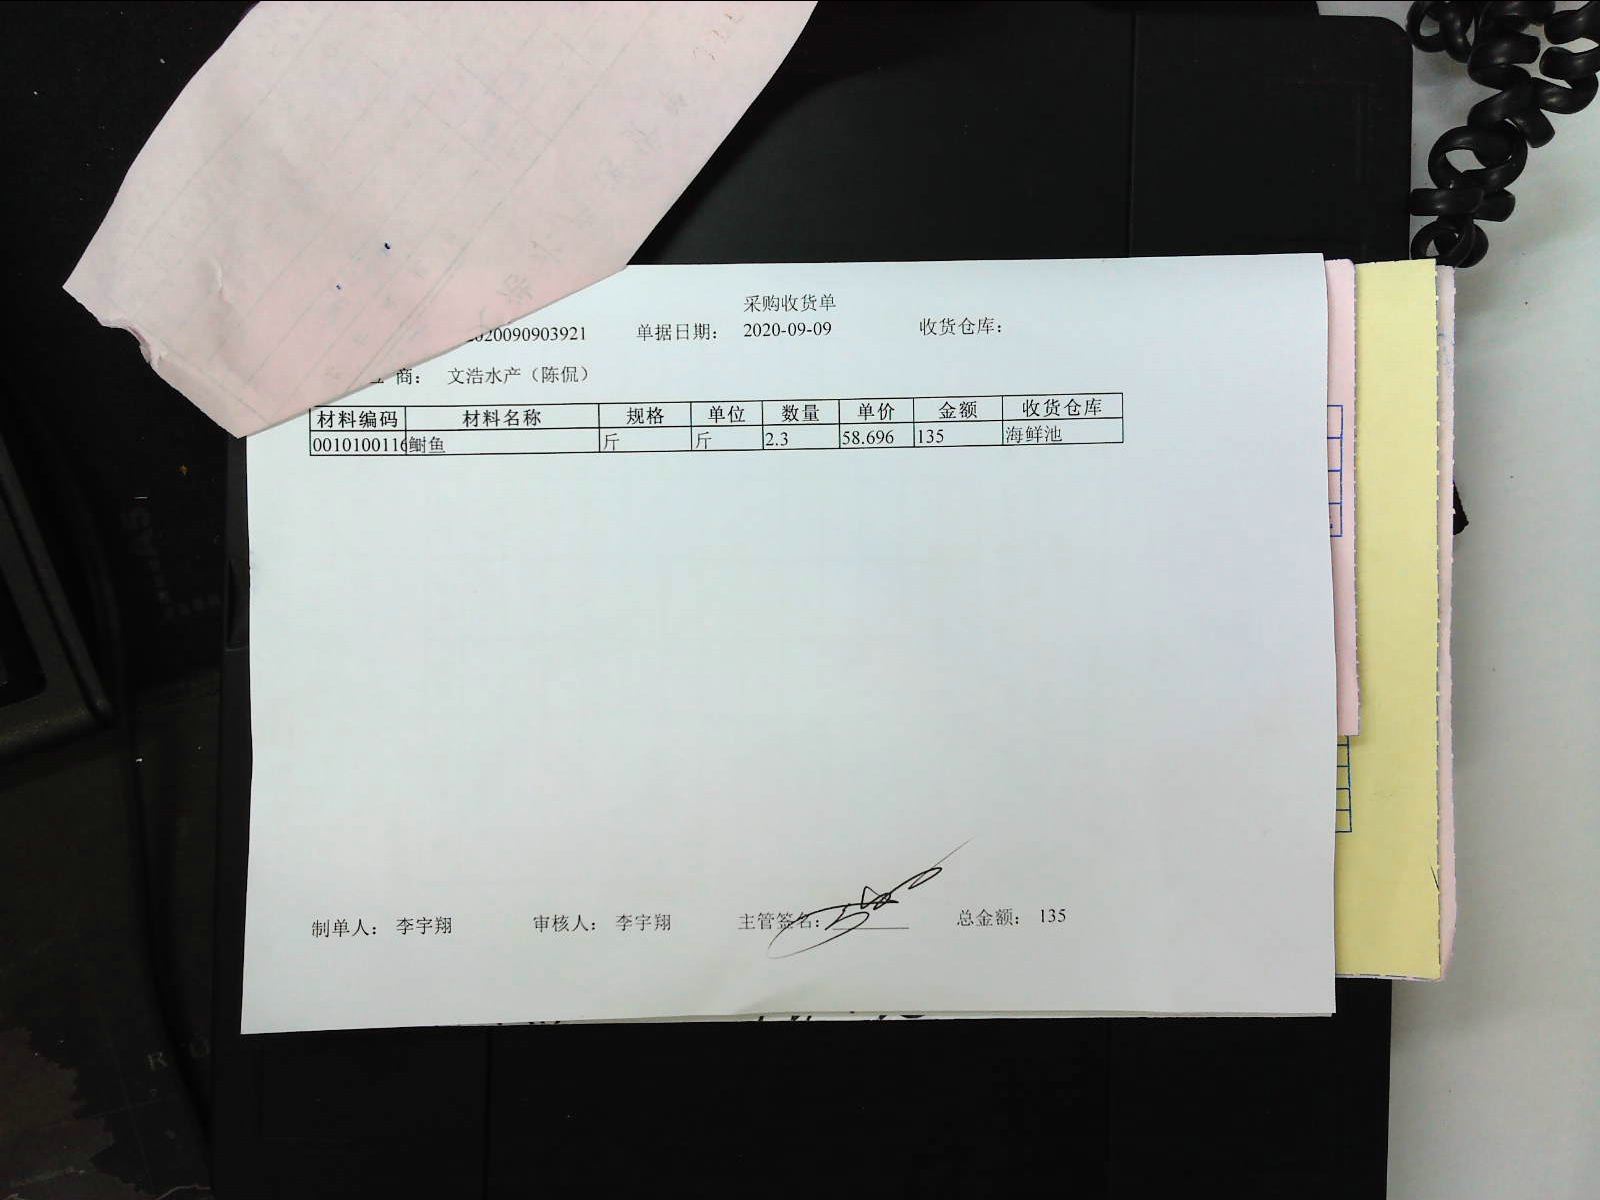 采购收货单
2020090903921 单据日期: 2020-09-09 收货仓库:
商: 文浩水产（陈侃）
材料编码 材料名称 规格 单位 数量 单价 金额 收货仓库
0010100116 鲥鱼 斤 斤 2.3 58.696 135 海鲜池
制单人: 李宇翔 审核人: 李宇翔 主管签名: 总金额: 135